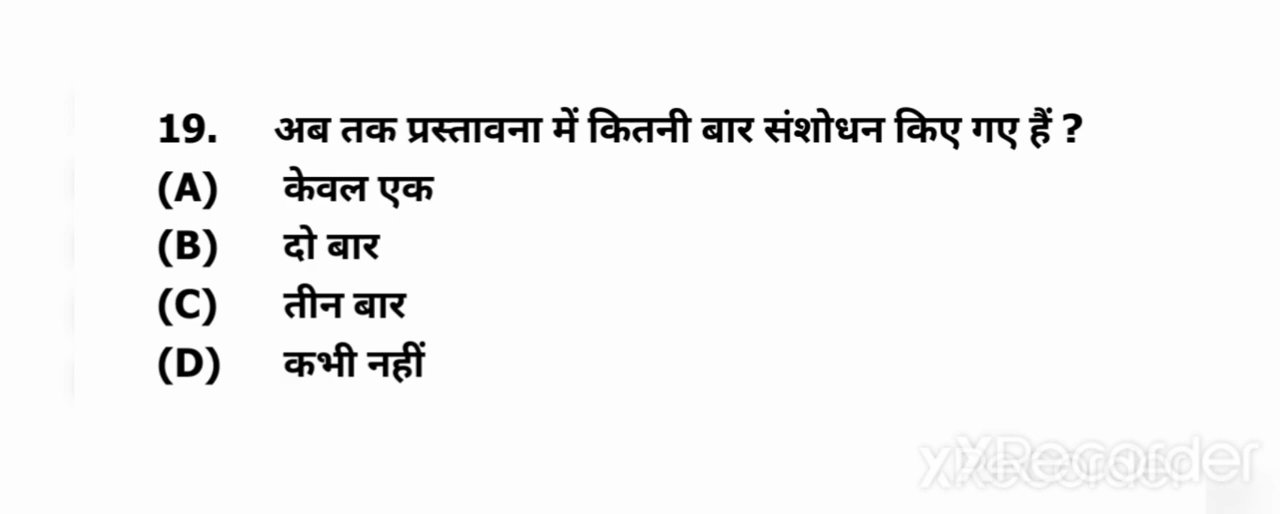 19. अब तक प्रस्तावना में कितनी बार संशोधन किए गए हैं ?
(A) केवल एक
(B) दो बार
(C) तीन बार
(D) कभी नहीं
XRecorder